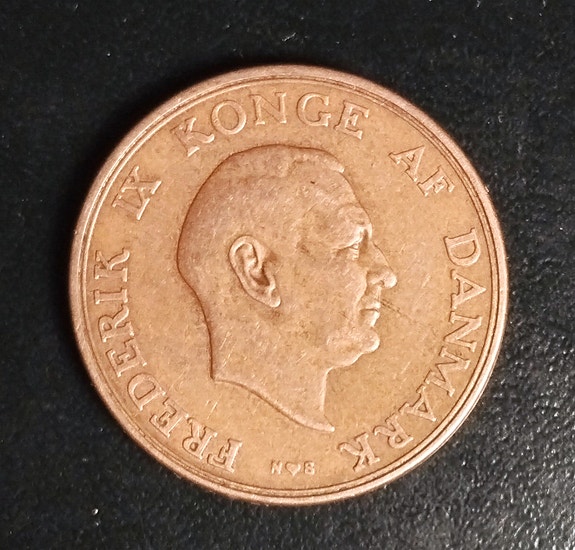 FREDERIK IX KONGE AF DANMARK
N♥S